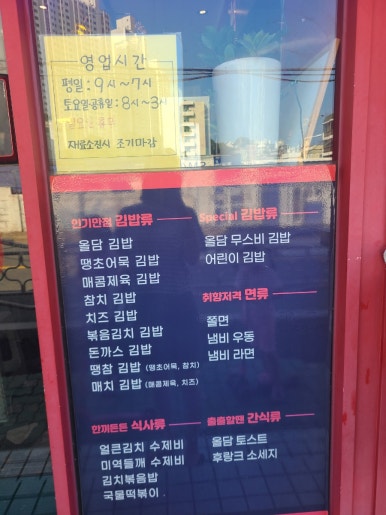 영업시간
평일 : 9시~7시
토요일.공휴일 : 8시~3시
일요일 휴무
재료소진시 조기마감
인기만점 김밥류
올담 김밥
땡초어묵 김밥
매콤제육 김밥
참치 김밥
치즈 김밥
볶음김치 김밥
돈까스 김밥
땡참 김밥 (땡초어묵, 참치)
매치 김밥 (매콤제육, 치즈)
Special 김밥류
올담 무스비 김밥
어린이 김밥
취향저격 면류
쫄면
냄비 우동
냄비 라면
한끼든든 식사류
얼큰김치 수제비
미역들깨 수제비
김치볶음밥
국물떡볶이
출출할땐 간식류
올담 토스트
후랑크 소세지